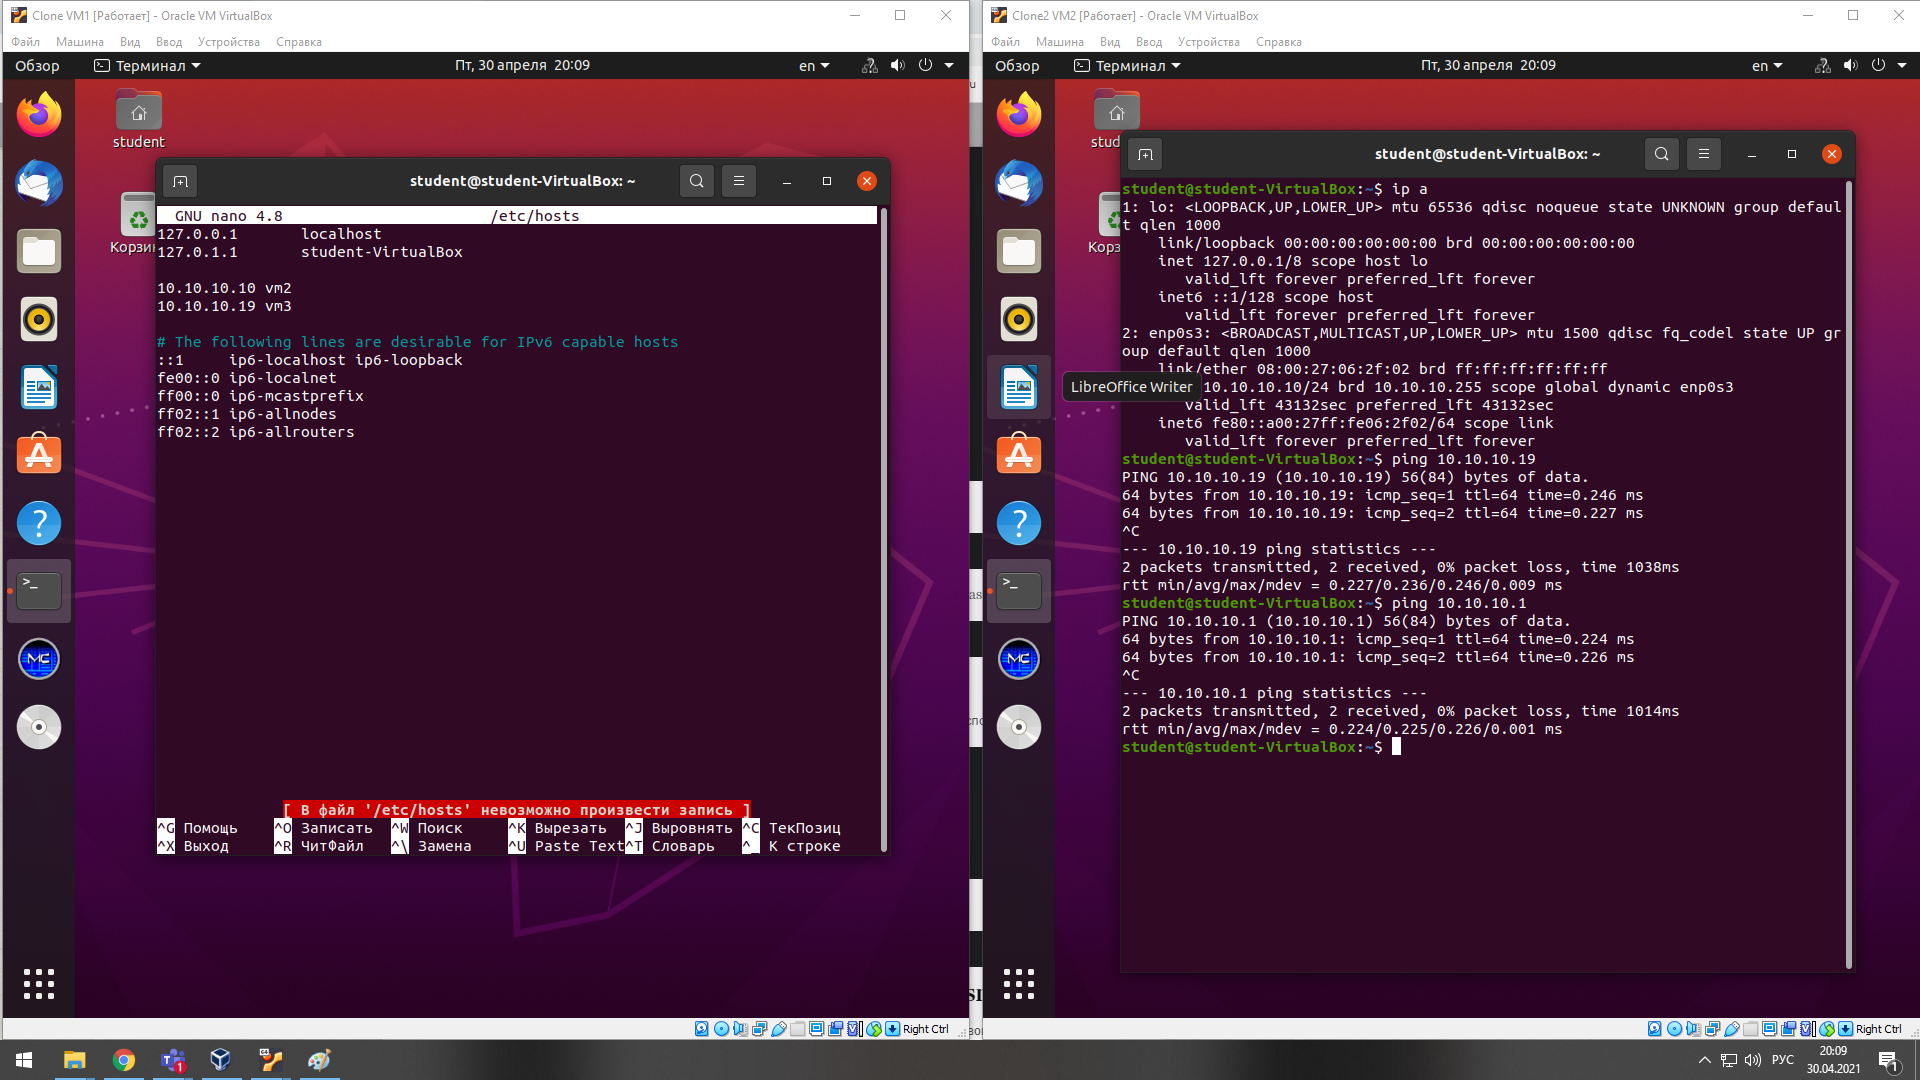 Clone VM1 [Работает] - Oracle VM VirtualBox
Файл Машина Вид Ввод Устройства Справка
Обзор Терминал Пт, 30 апреля 20:09 en
student
Корзин
student@student-VirtualBox: ~
GNU nano 4.8 /etc/hosts
127.0.0.1 localhost
127.0.1.1 student-VirtualBox
10.10.10.10 vm2
10.10.10.19 vm3
# The following lines are desirable for IPv6 capable hosts
::1 ip6-localhost ip6-loopback
fe00::0 ip6-localnet
ff00::0 ip6-mcastprefix
ff02::1 ip6-allnodes
ff02::2 ip6-allrouters
[ В файл '/etc/hosts' невозможно произвести запись ]
^G Помощь ^O Записать ^W Поиск ^K Вырезать ^J Выровнять ^C ТекПозиц
^X Выход ^R ЧитФайл ^\ Замена ^U Paste Text ^T Словарь ^_ К строке
Right Ctrl
Clone2 VM2 [Работает] - Oracle VM VirtualBox
Файл Машина Вид Ввод Устройства Справка
Обзор Терминал Пт, 30 апреля 20:09 en
stud
Корз
LibreOffice Writer
student@student-VirtualBox: ~
student@student-VirtualBox:~$ ip a
1: lo: <LOOPBACK,UP,LOWER_UP> mtu 65536 qdisc noqueue state UNKNOWN group defaul
t qlen 1000
link/loopback 00:00:00:00:00:00 brd 00:00:00:00:00:00
inet 127.0.0.1/8 scope host lo
valid_lft forever preferred_lft forever
inet6 ::1/128 scope host
valid_lft forever preferred_lft forever
2: enp0s3: <BROADCAST,MULTICAST,UP,LOWER_UP> mtu 1500 qdisc fq_codel state UP gr
oup default qlen 1000
link/ether 08:00:27:06:2f:02 brd ff:ff:ff:ff:ff:ff
10.10.10.10/24 brd 10.10.10.255 scope global dynamic enp0s3
valid_lft 43132sec preferred_lft 43132sec
inet6 fe80::a00:27ff:fe06:2f02/64 scope link
valid_lft forever preferred_lft forever
student@student-VirtualBox:~$ ping 10.10.10.19
PING 10.10.10.19 (10.10.10.19) 56(84) bytes of data.
64 bytes from 10.10.10.19: icmp_seq=1 ttl=64 time=0.246 ms
64 bytes from 10.10.10.19: icmp_seq=2 ttl=64 time=0.227 ms
^C
--- 10.10.10.19 ping statistics ---
2 packets transmitted, 2 received, 0% packet loss, time 1038ms
rtt min/avg/max/mdev = 0.227/0.236/0.246/0.009 ms
student@student-VirtualBox:~$ ping 10.10.10.1
PING 10.10.10.1 (10.10.10.1) 56(84) bytes of data.
64 bytes from 10.10.10.1: icmp_seq=1 ttl=64 time=0.224 ms
64 bytes from 10.10.10.1: icmp_seq=2 ttl=64 time=0.226 ms
^C
--- 10.10.10.1 ping statistics ---
2 packets transmitted, 2 received, 0% packet loss, time 1014ms
rtt min/avg/max/mdev = 0.224/0.225/0.226/0.001 ms
student@student-VirtualBox:~$
Right Ctrl
РУС 20:09
30.04.2021